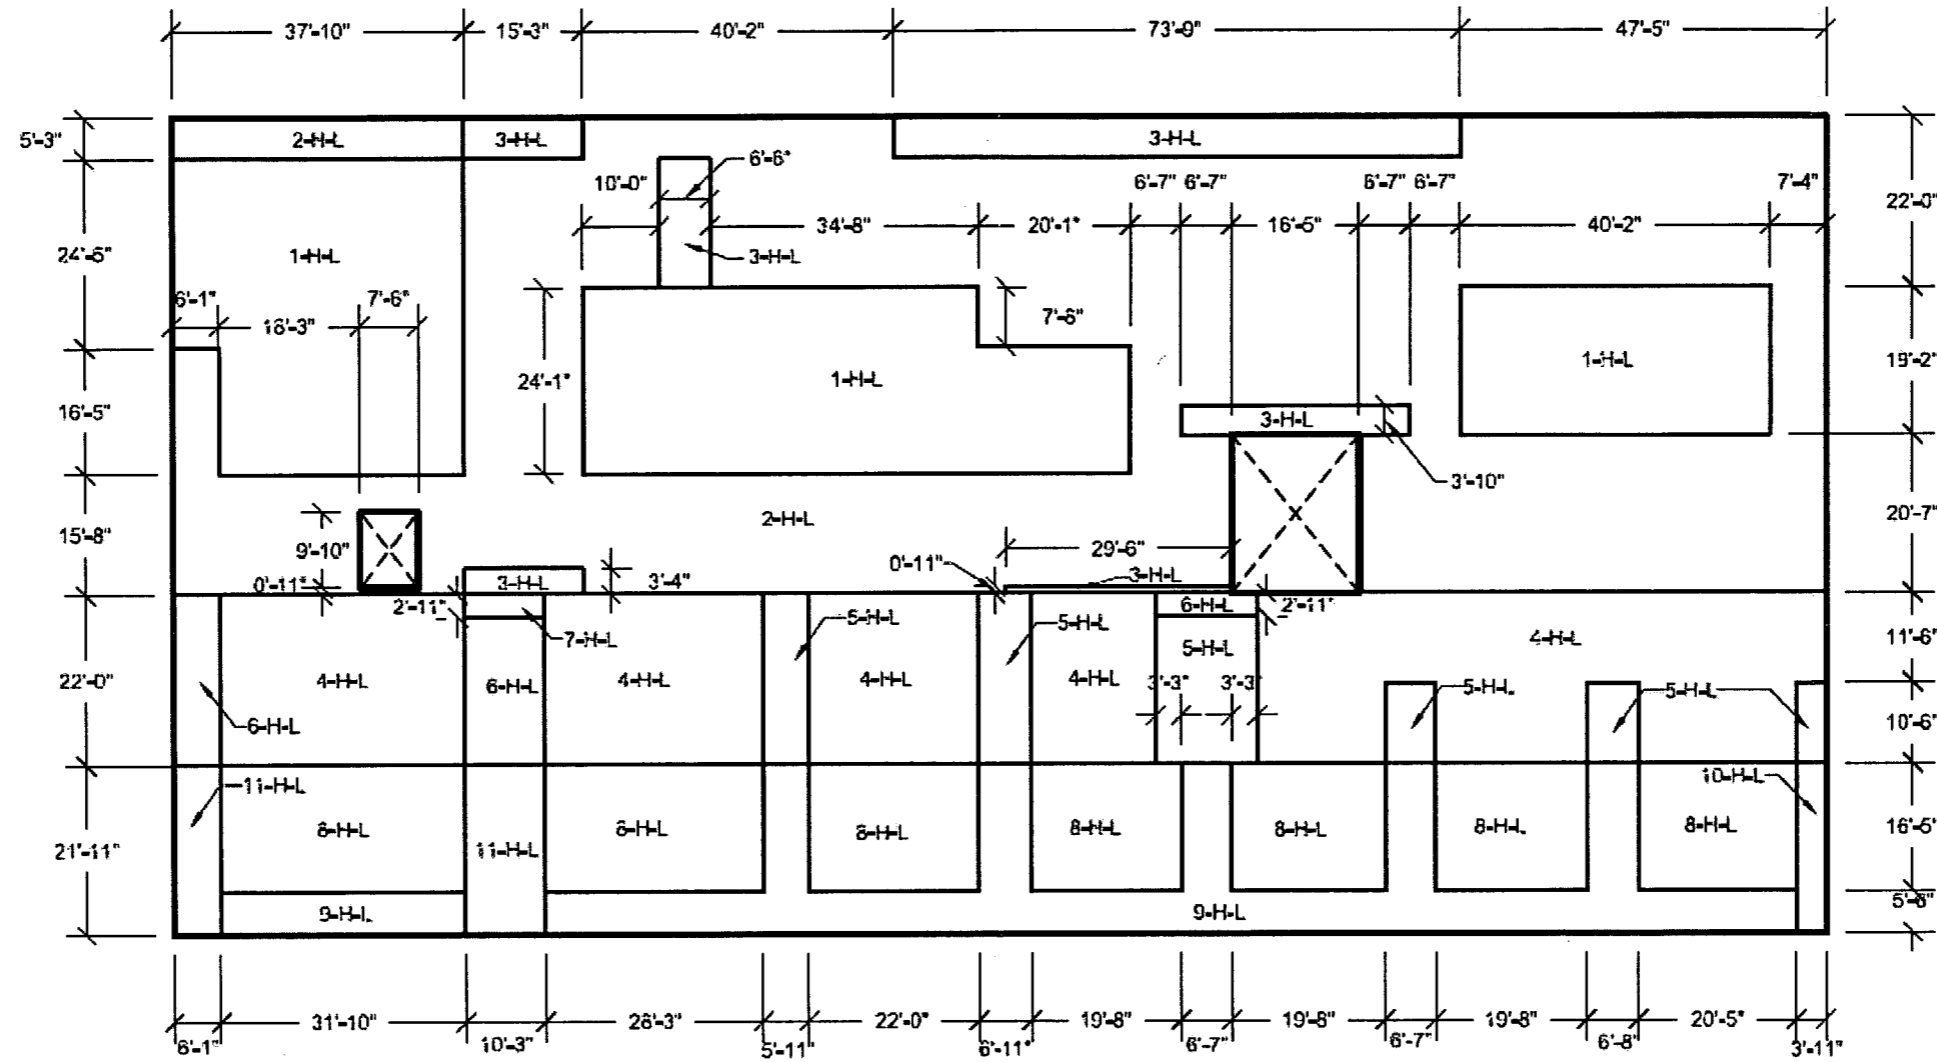 37'-10" 15'-3" 40'-2" 73'-9" 47'-5"
5'-3" 2-H-L 3-H-L 3-H-L
6'-6"
10'-0" 6'-7" 6'-7" 6'-7" 6'-7" 7'-4"
22'-0"
34'-8" 20'-1" 16'-5" 40'-2"
24'-6" 1-H-L 3-H-L
6'-1" 7'-6"
18'-3" 7'-6"
24'-1" 1-H-L 1-H-L 19'-2"
16'-5" 3-H-L
3'-10"
15'-8" 2-H-L 20'-7"
9'-10" 29'-6"
0'-11" 3-H-L 3'-4" 0'-11" 3-H-L
2'-11" 6-H-L 2'-11"
7-H-L 5-H-L 5-H-L 5-H-L 4-H-L 11'-6"
22'-0" 4-H-L 6-H-L 4-H-L 4-H-L 4-H-L 3'-3" 3'-3" 5-H-L 5-H-L
6-H-L 10'-6"
11-H-L 10-H-L
21'-11" 8-H-L 11-H-L 8-H-L 8-H-L 8-H-L 8-H-L 8-H-L 8-H-L 16'-5"
9-H-L 9-H-L 5'-6"
31'-10" 26'-3" 22'-0" 19'-8" 19'-8" 19'-8" 20'-5"
6'-1" 10'-3" 5'-11" 6'-11" 6'-7" 6'-7" 6'-8" 3'-11"